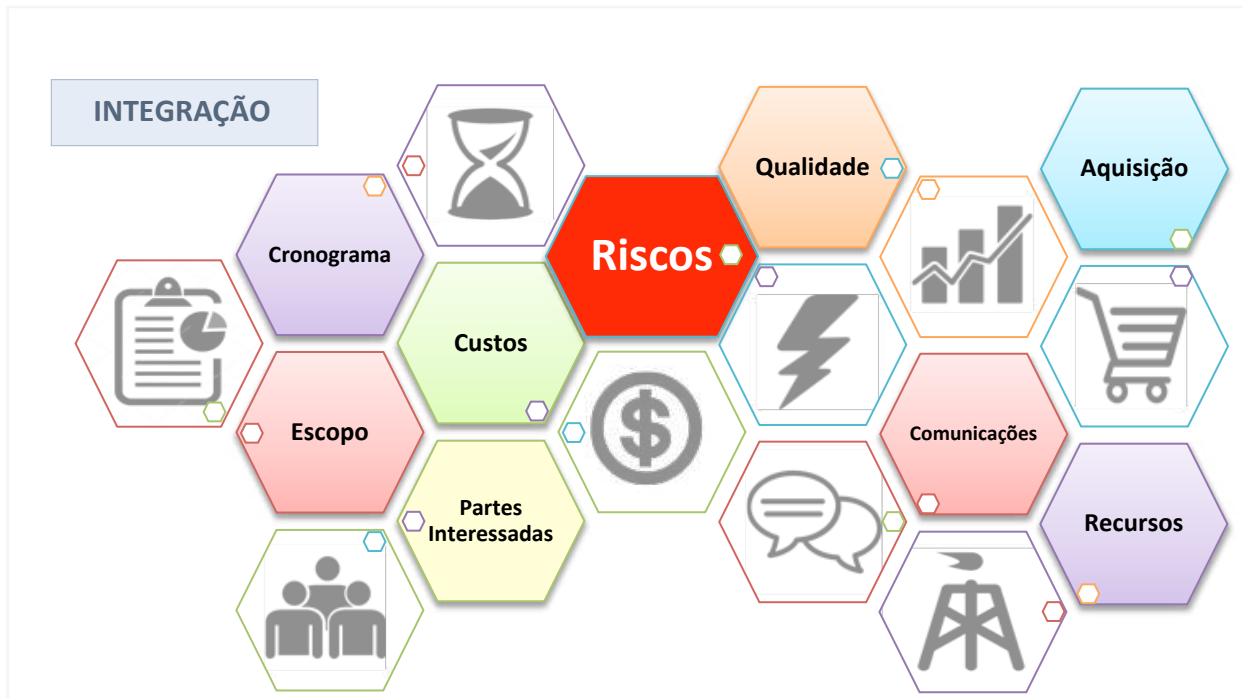 INTEGRAÇÃO
Qualidade
Aquisição
Cronograma
Riscos
Custos
Escopo
Comunicações
Partes
Interessadas
Recursos